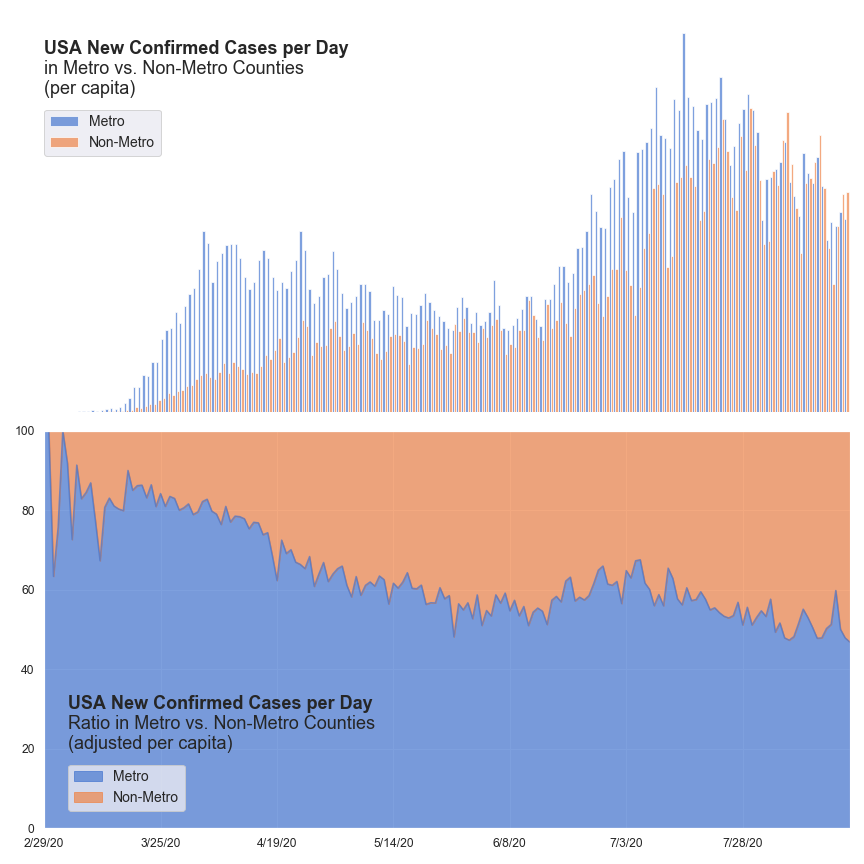 USA New Confirmed Cases per Day
in Metro vs. Non-Metro Counties
(per capita)
Metro
Non-Metro
100
80
60
40
20
0
USA New Confirmed Cases per Day
Ratio in Metro vs. Non-Metro Counties
(adjusted per capita)
Metro
Non-Metro
2/29/20 3/25/20 4/19/20 5/14/20 6/8/20 7/3/20 7/28/20